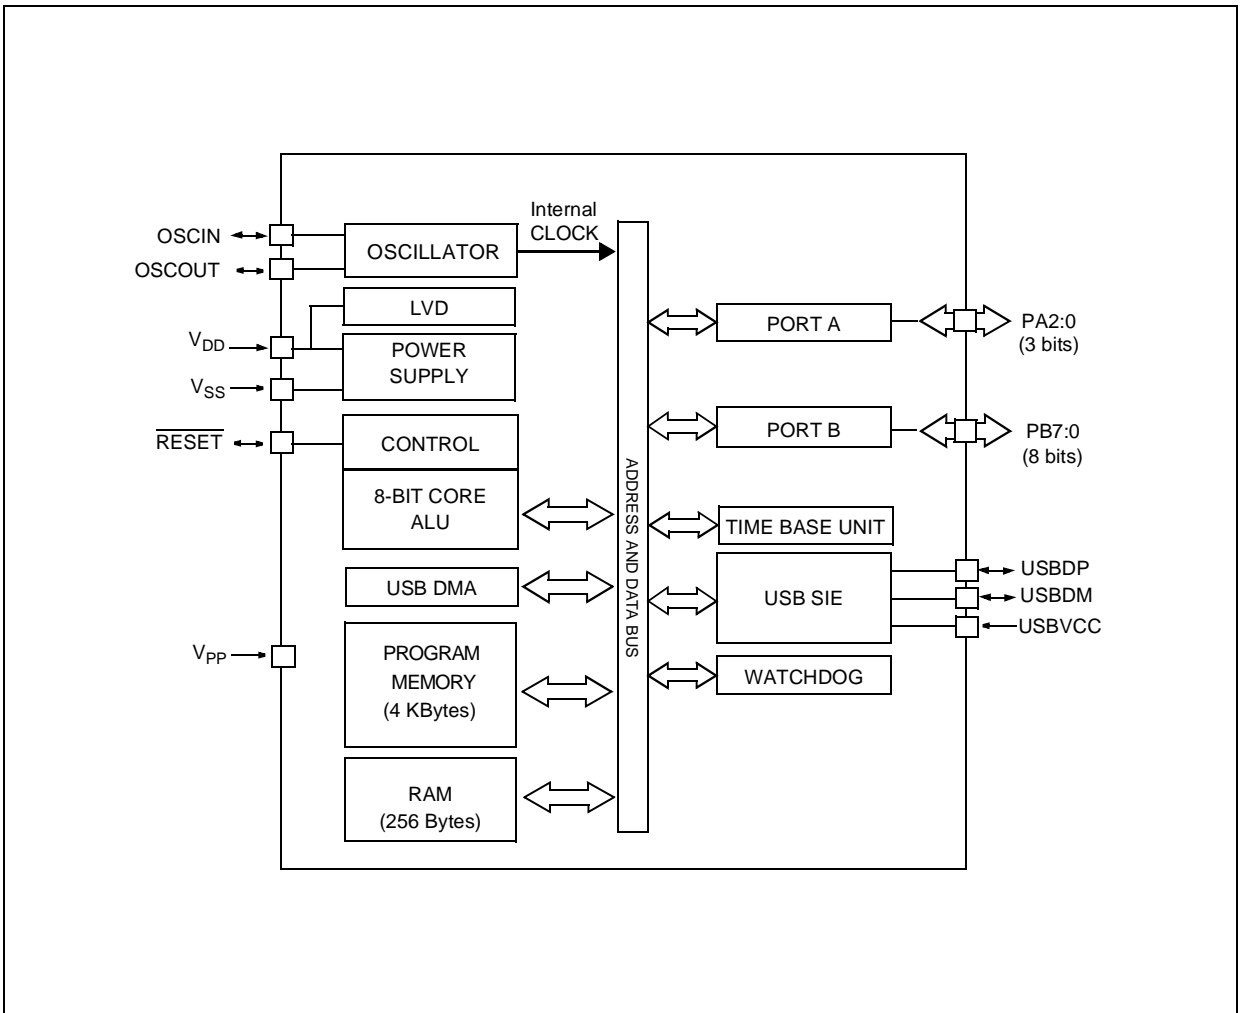 Internal
CLOCK
OSCIN
OSCOUT
OSCILLATOR
LVD
VDD
POWER
SUPPLY
VSS
RESET
CONTROL
8-BIT CORE
ALU
USB DMA
VPP
PROGRAM
MEMORY
(4 KBytes)
RAM
(256 Bytes)
ADDRESS AND DATA BUS
PORT A
PA2:0
(3 bits)
PORT B
PB7:0
(8 bits)
TIME BASE UNIT
USB SIE
USBDP
USBDM
USBVCC
WATCHDOG